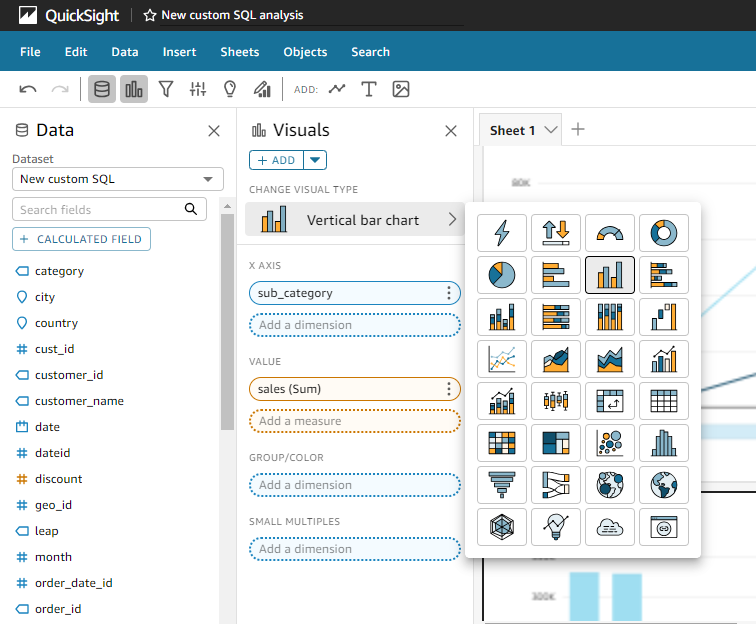 QuickSight
New custom SQL analysis
File Edit Data Insert Sheets Objects Search
ADD:
Data
Dataset
New custom SQL
Search fields
+ CALCULATED FIELD
category
city
country
cust_id
customer_id
customer_name
date
dateid
discount
geo_id
leap
month
order_date_id
order_id
Visuals
+ ADD
CHANGE VISUAL TYPE
Vertical bar chart
X AXIS
sub_category
Add a dimension
VALUE
sales (Sum)
Add a measure
GROUP/COLOR
Add a dimension
SMALL MULTIPLES
Add a dimension
Sheet 1
300K